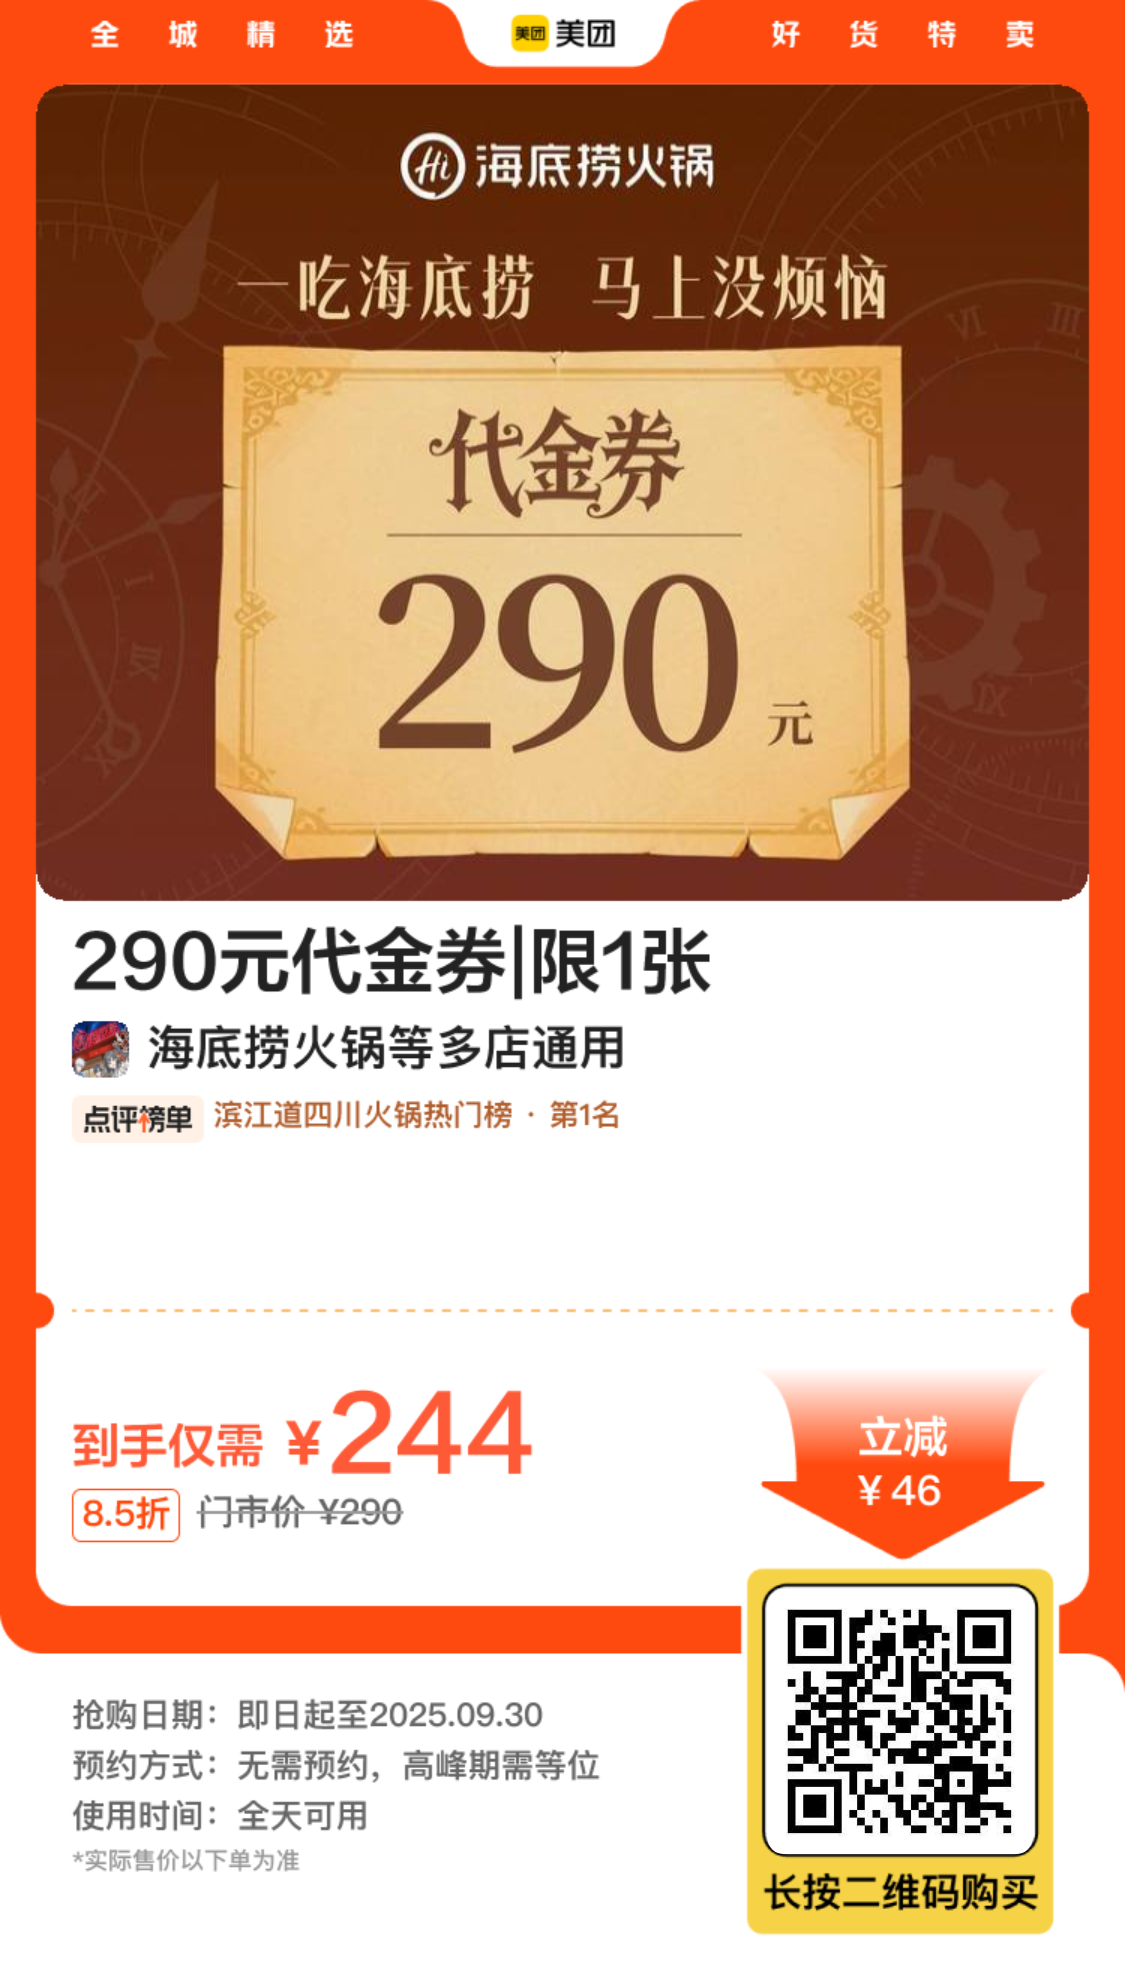 全城精选 美团 美团 好货特卖
Hi 海底捞火锅
一吃海底捞 马上没烦恼
代金券
290元
290元代金券|限1张
海底捞火锅等多店通用
点评榜单 滨江道四川火锅热门榜 · 第1名
到手仅需 ¥244
8.5折 门市价 ¥290
立减
¥46
抢购日期：即日起至2025.09.30
预约方式：无需预约，高峰期需等位
使用时间：全天可用
*实际售价以下单为准
长按二维码购买